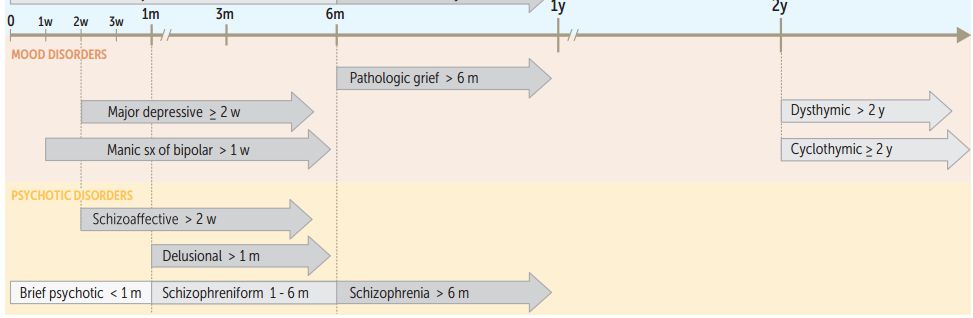 0 1w 2w 3w 1m 3m 6m 1y 2y
MOOD DISORDERS
Pathologic grief > 6 m
Major depressive ≥ 2 w
Dysthymic > 2 y
Manic sx of bipolar > 1 w
Cyclothymic ≥ 2 y
PSYCHOTIC DISORDERS
Schizoaffective > 2 w
Delusional > 1 m
Brief psychotic < 1 m
Schizophreniform 1 - 6 m
Schizophrenia > 6 m